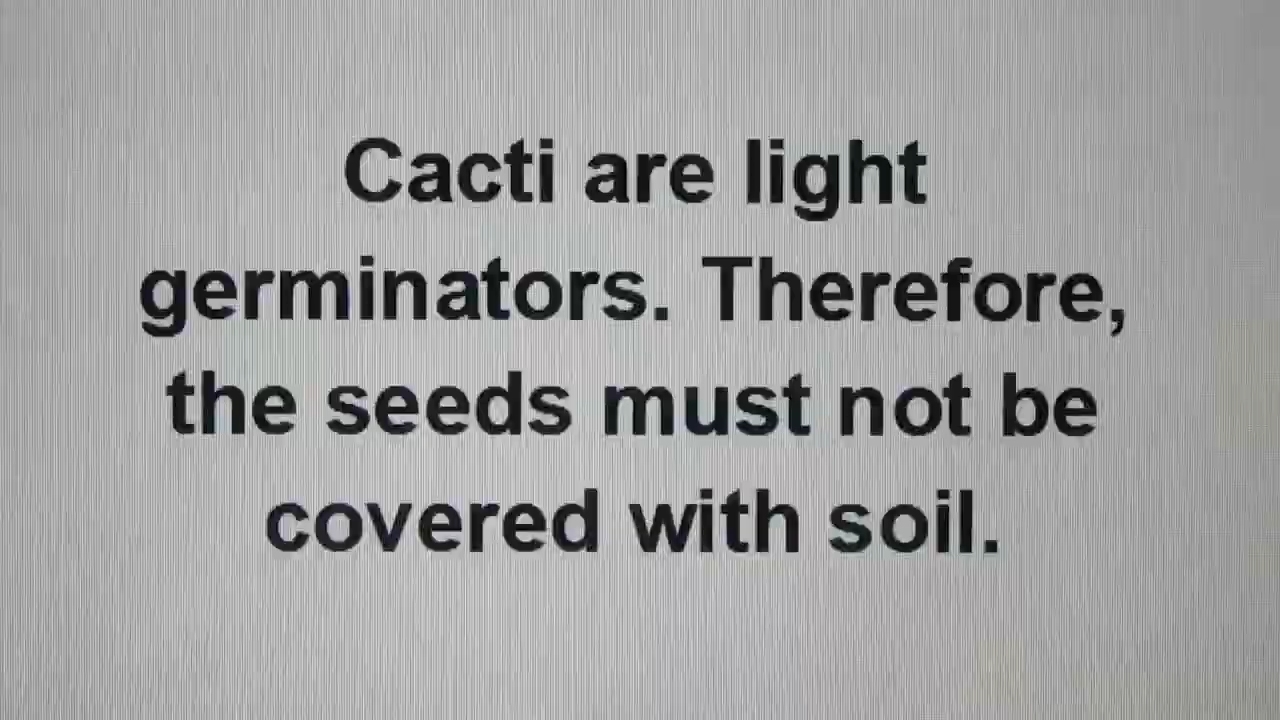 Cacti are light
germinators. Therefore,
the seeds must not be
covered with soil.